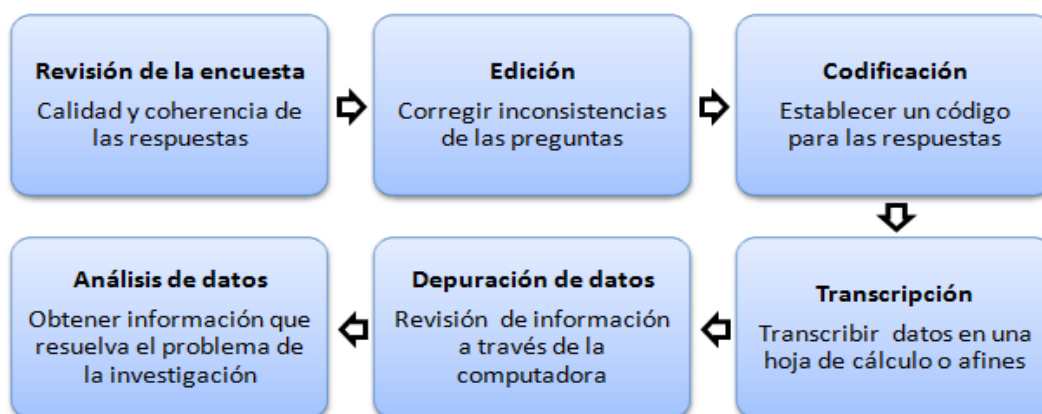 Revisión de la encuesta
Calidad y coherencia de
las respuestas
Edición
Corregir inconsistencias
de las preguntas
Codificación
Establecer un código
para las respuestas
Transcripción
Transcribir datos en una
hoja de cálculo o afines
Depuración de datos
Revisión de información
a través de la
computadora
Análisis de datos
Obtener información que
resuelva el problema de
la investigación